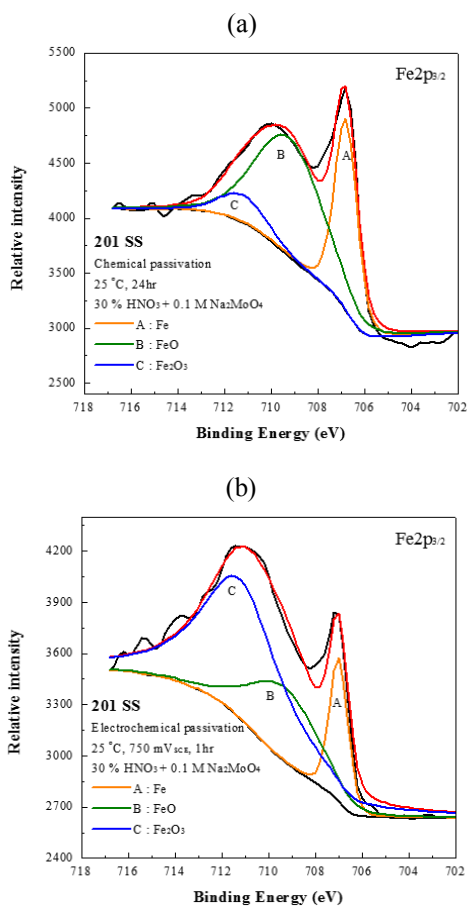 (a)
Fe2p3/2
5500
5000
4500
4000
3500
3000
2500
Relative intensity
B
A
C
201 SS
Chemical passivation
25 ˚C, 24hr
30 % HNO3 + 0.1 M Na2MoO4
A : Fe
B : FeO
C : Fe2O3
718 716 714 712 710 708 706 704 702
Binding Energy (eV)
(b)
Fe2p3/2
4200
3900
3600
3300
3000
2700
2400
Relative intensity
C
B
A
201 SS
Electrochemical passivation
25 ˚C, 750 mVSCE, 1hr
30 % HNO3 + 0.1 M Na2MoO4
A : Fe
B : FeO
C : Fe2O3
718 716 714 712 710 708 706 704 702
Binding Energy (eV)